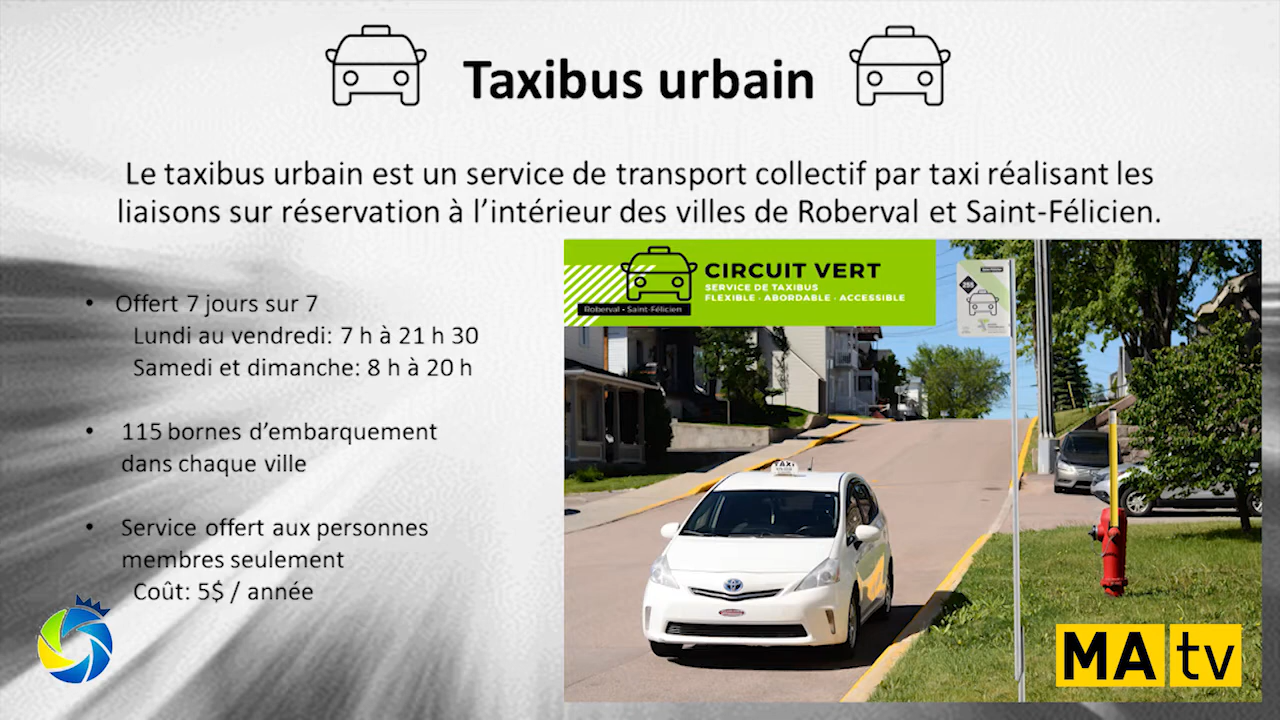 Taxibus urbain
Le taxibus urbain est un service de transport collectif par taxi réalisant les
liaisons sur réservation à l'intérieur des villes de Roberval et Saint-Félicien.
• Offert 7 jours sur 7
Lundi au vendredi: 7 h à 21 h 30
Samedi et dimanche: 8 h à 20 h
• 115 bornes d'embarquement
dans chaque ville
• Service offert aux personnes
membres seulement
Coût: 5$ / année
CIRCUIT VERT
SERVICE DE TAXIBUS
FLEXIBLE · ABORDABLE · ACCESSIBLE
Roberval - Saint-Félicien
255
TAXI
MAtv